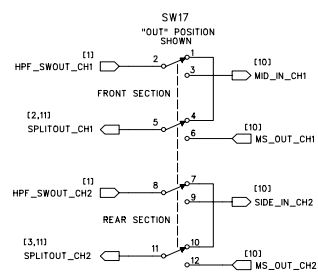 SW17
"OUT" POSITION
SHOWN
[1]
HPF_SWOUT_CH1
2
1
3
[10]
MID_IN_CH1
FRONT SECTION
[2,11]
SPLITOUT_CH1
5
4
6
[10]
MS_OUT_CH1
[1]
HPF_SWOUT_CH2
8
7
9
[10]
SIDE_IN_CH2
REAR SECTION
[3,11]
SPLITOUT_CH2
11
10
12
[10]
MS_OUT_CH2